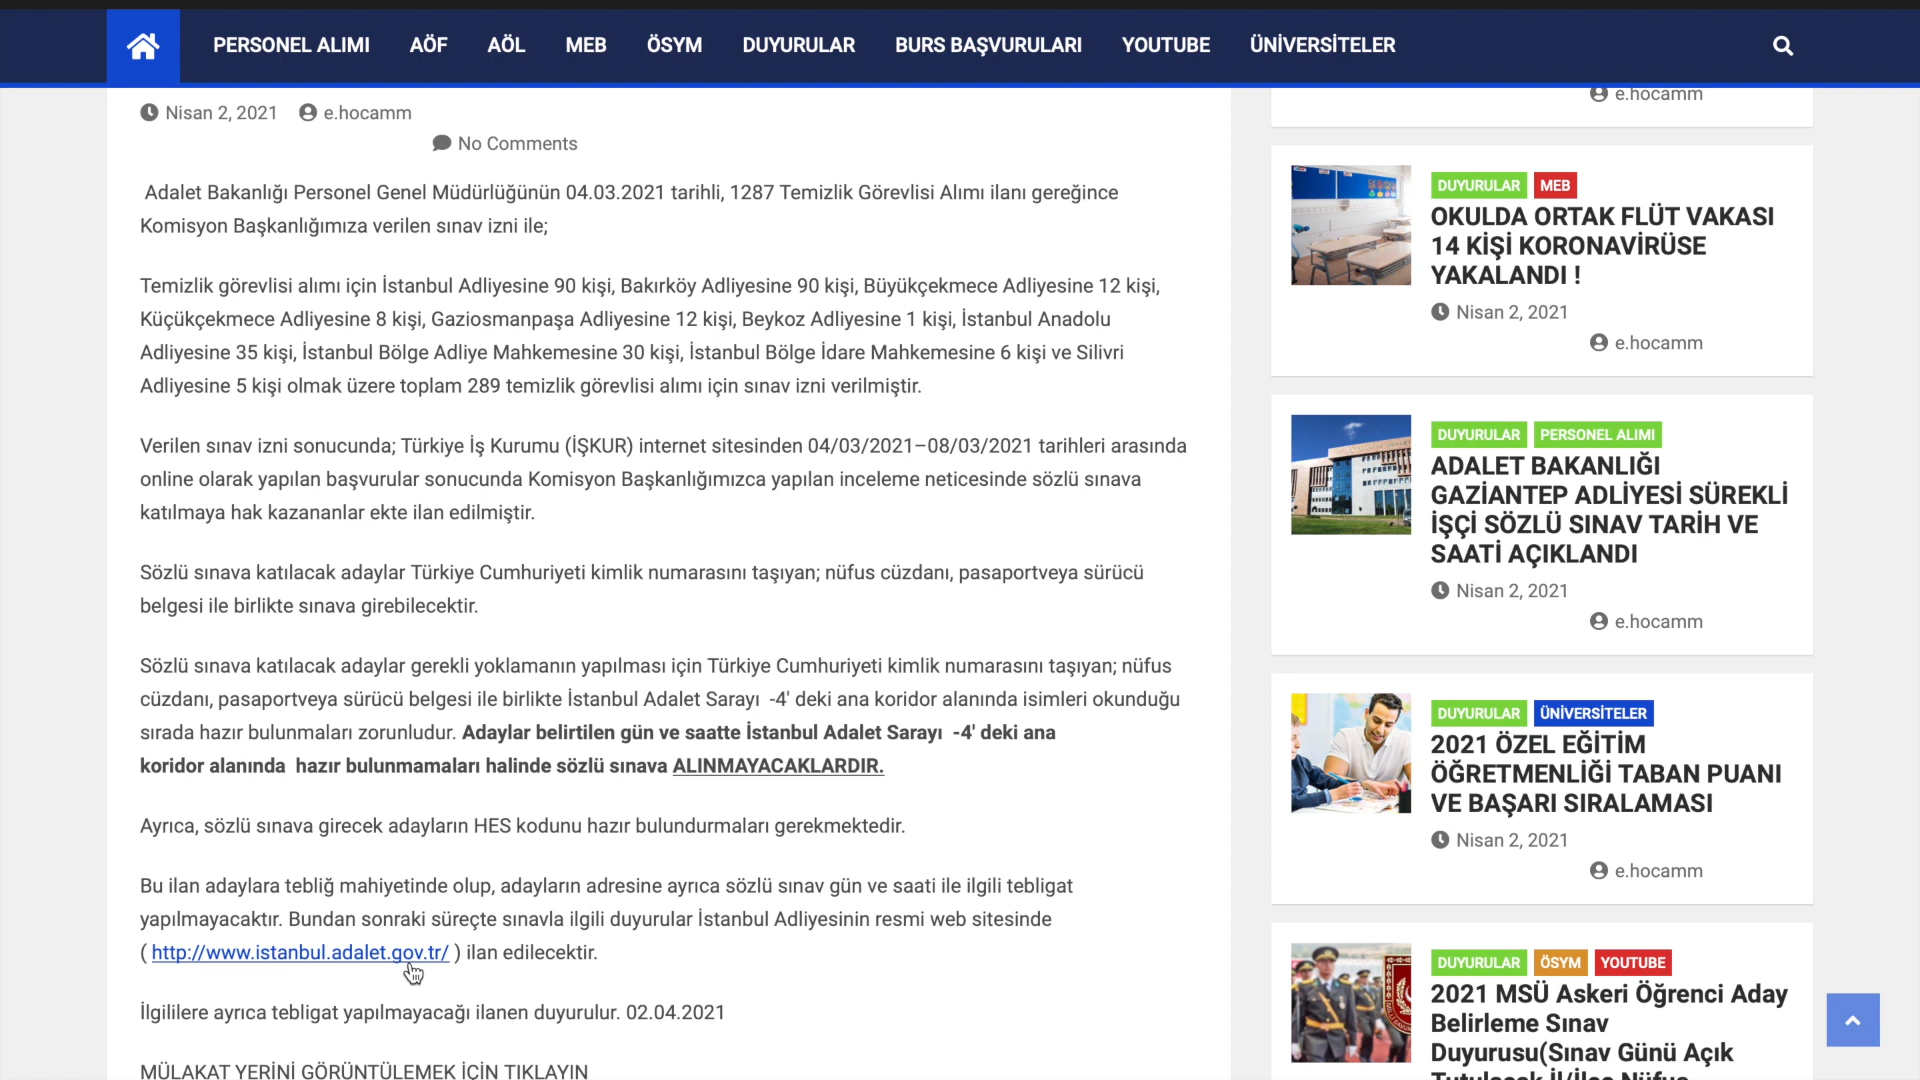 PERSONEL ALIMI AÖF AÖL MEB ÖSYM DUYURULAR BURS BAŞVURULARI YOUTUBE ÜNİVERSİTELER
Nisan 2, 2021 e.hocamm
No Comments
Adalet Bakanlığı Personel Genel Müdürlüğünün 04.03.2021 tarihli, 1287 Temizlik Görevlisi Alımı ilanı gereğince
Komisyon Başkanlığımıza verilen sınav izni ile;
Temizlik görevlisi alımı için İstanbul Adliyesine 90 kişi, Bakırköy Adliyesine 90 kişi, Büyükçekmece Adliyesine 12 kişi,
Küçükçekmece Adliyesine 8 kişi, Gaziosmanpaşa Adliyesine 12 kişi, Beykoz Adliyesine 1 kişi, İstanbul Anadolu
Adliyesine 35 kişi, İstanbul Bölge Adliye Mahkemesine 30 kişi, İstanbul Bölge İdare Mahkemesine 6 kişi ve Silivri
Adliyesine 5 kişi olmak üzere toplam 289 temizlik görevlisi alımı için sınav izni verilmiştir.
Verilen sınav izni sonucunda; Türkiye İş Kurumu (İŞKUR) internet sitesinden 04/03/2021–08/03/2021 tarihleri arasında
online olarak yapılan başvurular sonucunda Komisyon Başkanlığımızca yapılan inceleme neticesinde sözlü sınava
katılmaya hak kazananlar ekte ilan edilmiştir.
Sözlü sınava katılacak adaylar Türkiye Cumhuriyeti kimlik numarasını taşıyan; nüfus cüzdanı, pasaportveya sürücü
belgesi ile birlikte sınava girebilecektir.
Sözlü sınava katılacak adaylar gerekli yoklamanın yapılması için Türkiye Cumhuriyeti kimlik numarasını taşıyan; nüfus
cüzdanı, pasaportveya sürücü belgesi ile birlikte İstanbul Adalet Sarayı -4' deki ana koridor alanında isimleri okunduğu
sırada hazır bulunmaları zorunludur. Adaylar belirtilen gün ve saatte İstanbul Adalet Sarayı -4' deki ana
koridor alanında hazır bulunmamaları halinde sözlü sınava ALINMAYACAKLARDIR.
Ayrıca, sözlü sınava girecek adayların HES kodunu hazır bulundurmaları gerekmektedir.
Bu ilan adaylara tebliğ mahiyetinde olup, adayların adresine ayrıca sözlü sınav gün ve saati ile ilgili tebligat
yapılmayacaktır. Bundan sonraki süreçte sınavla ilgili duyurular İstanbul Adliyesinin resmi web sitesinde
( http://www.istanbul.adalet.gov.tr/ ) ilan edilecektir.
İlgililere ayrıca tebligat yapılmayacağı ilanen duyurulur. 02.04.2021
MÜLAKAT YERİNİ GÖRÜNTÜLEMEK İÇİN TIKLAYIN
e.hocamm
DUYURULAR MEB
OKULDA ORTAK FLÜT VAKASI
14 KİŞİ KORONAVİRÜSE
YAKALANDI !
Nisan 2, 2021
e.hocamm
DUYURULAR PERSONEL ALIMI
ADALET BAKANLIĞI
GAZİANTEP ADLİYESİ SÜREKLİ
İŞÇİ SÖZLÜ SINAV TARİH VE
SAATİ AÇIKLANDI
Nisan 2, 2021
e.hocamm
DUYURULAR ÜNİVERSİTELER
2021 ÖZEL EĞİTİM
ÖĞRETMENLİĞİ TABAN PUANI
VE BAŞARI SIRALAMASI
Nisan 2, 2021
e.hocamm
DUYURULAR ÖSYM YOUTUBE
2021 MSÜ Askeri Öğrenci Aday
Belirleme Sınav
Duyurusu(Sınav Günü Açık
Tutulacak İl/İlçe Nüfus